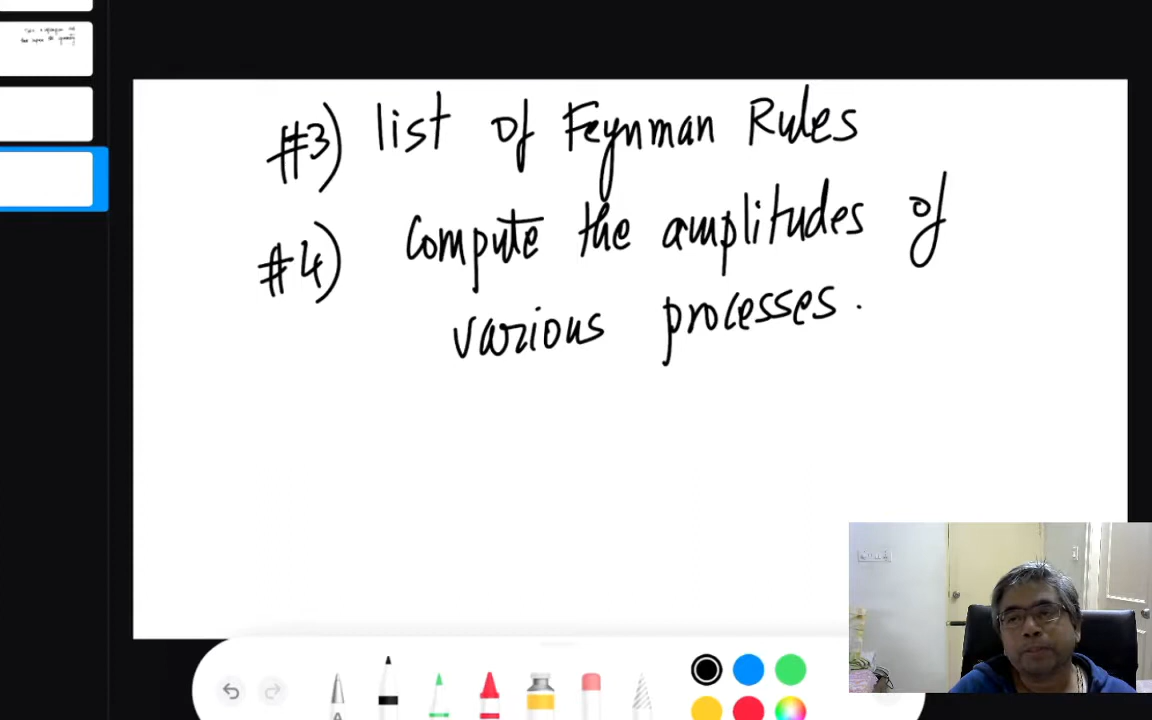 #3) list of Feynman Rules
#4) Compute the amplitudes of
various processes.